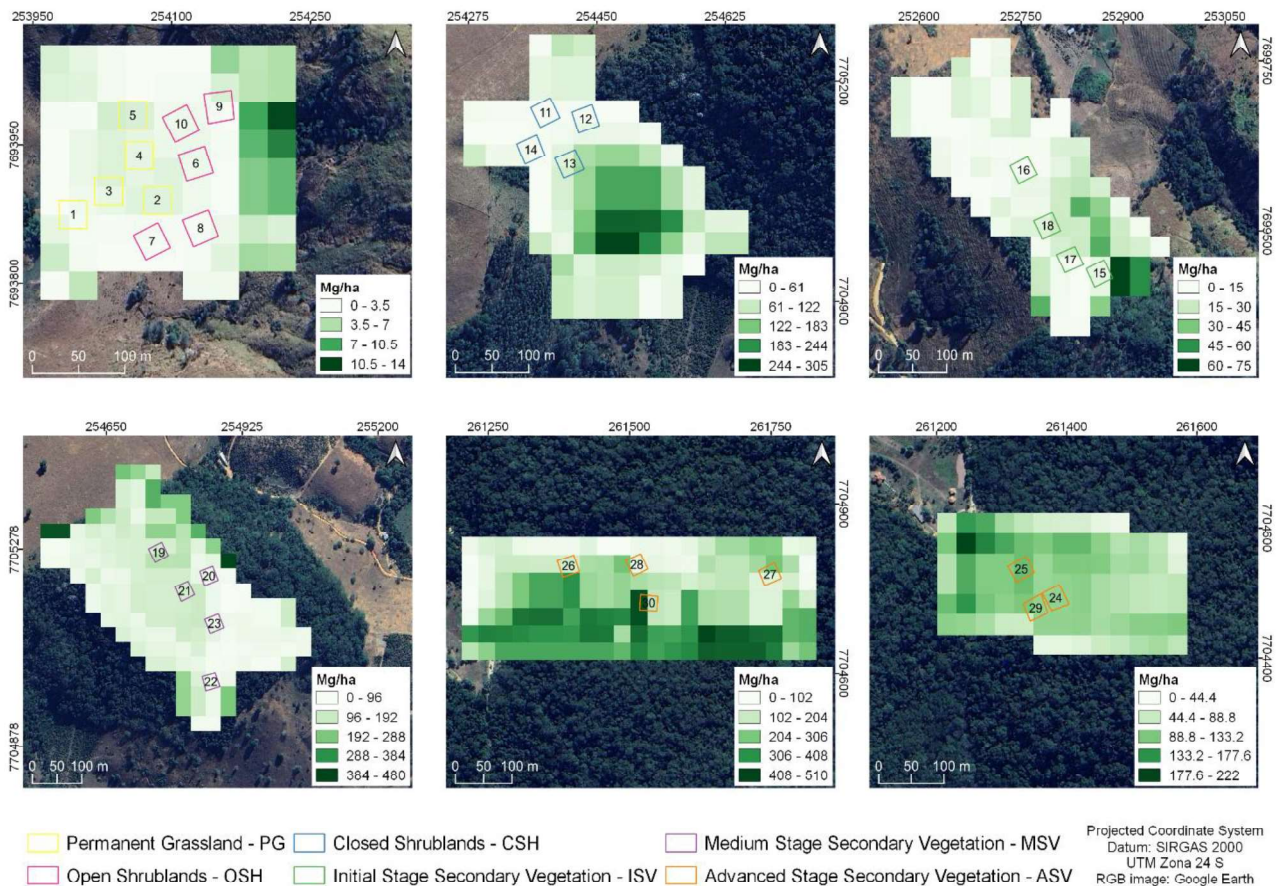 253950 254100 254250
7693950
7693800
1
2
3
4
5
6
7
8
9
10
Mg/ha
0 - 3.5
3.5 - 7
7 - 10.5
10.5 - 14
0 50 100 m
254275 254450 254625
7705200
7704900
11
12
13
14
Mg/ha
0 - 61
61 - 122
122 - 183
183 - 244
244 - 305
0 50 100 m
252600 252750 252900 253050
7699750
7699500
16
18
17
15
Mg/ha
0 - 15
15 - 30
30 - 45
45 - 60
60 - 75
0 50 100 m
254650 254925 255200
7705278
7704878
19
20
21
23
22
Mg/ha
0 - 96
96 - 192
192 - 288
288 - 384
384 - 480
0 50 100 m
261250 261500 261750
7704900
7704600
26
28
27
30
Mg/ha
0 - 102
102 - 204
204 - 306
306 - 408
408 - 510
0 50 100 m
261200 261400 261600
7704600
7704400
25
29
24
Mg/ha
0 - 44.4
44.4 - 88.8
88.8 - 133.2
133.2 - 177.6
177.6 - 222
0 50 100 m
Permanent Grassland - PG
Closed Shrublands - CSH
Medium Stage Secondary Vegetation - MSV
Open Shrublands - OSH
Initial Stage Secondary Vegetation - ISV
Advanced Stage Secondary Vegetation - ASV
Projected Coordinate System
Datum: SIRGAS 2000
UTM Zona 24 S
RGB image: Google Earth